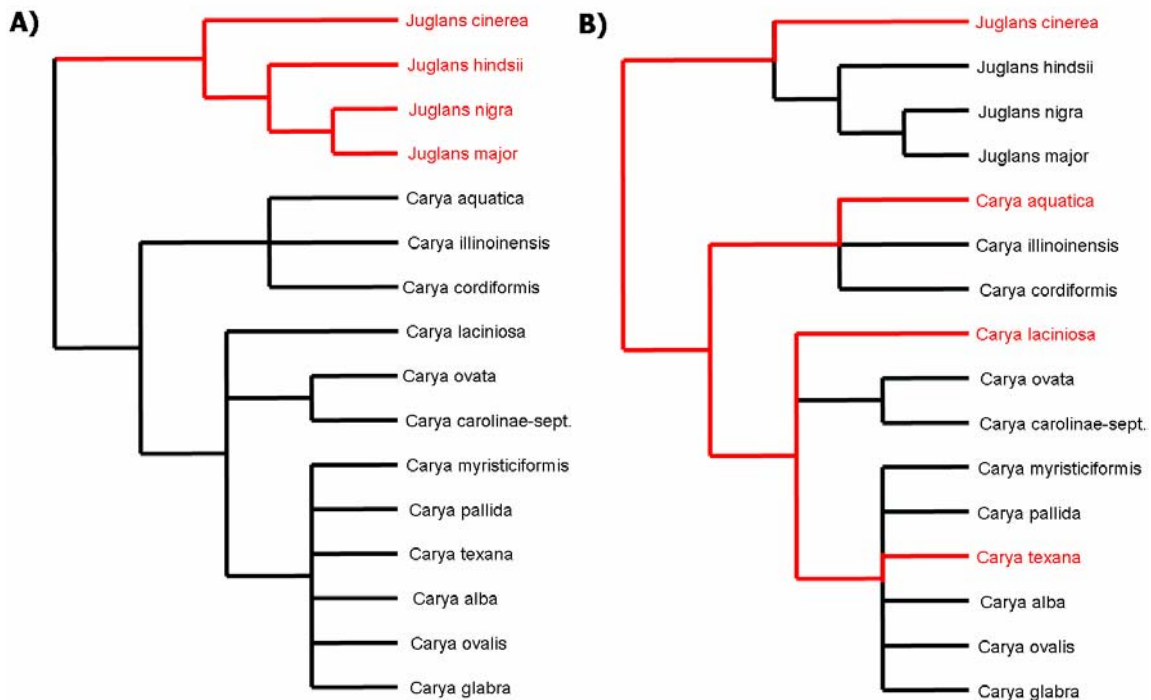 A)
Juglans cinerea
Juglans hindsii
Juglans nigra
Juglans major
Carya aquatica
Carya illinoinensis
Carya cordiformis
Carya laciniosa
Carya ovata
Carya carolinae-sept.
Carya myristiciformis
Carya pallida
Carya texana
Carya alba
Carya ovalis
Carya glabra
B)
Juglans cinerea
Juglans hindsii
Juglans nigra
Juglans major
Carya aquatica
Carya illinoinensis
Carya cordiformis
Carya laciniosa
Carya ovata
Carya carolinae-sept.
Carya myristiciformis
Carya pallida
Carya texana
Carya alba
Carya ovalis
Carya glabra